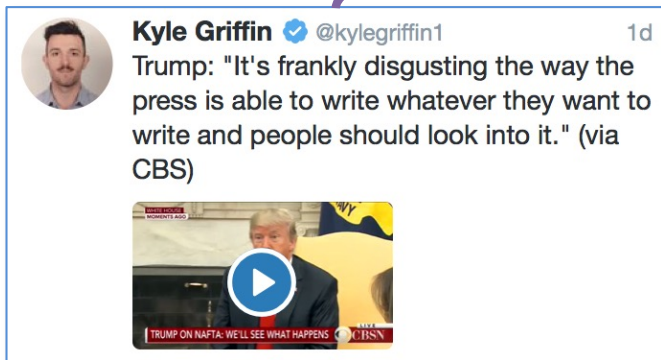 Kyle Griffin @kylegriffin1 1d
Trump: "It's frankly disgusting the way the
press is able to write whatever they want to
write and people should look into it." (via
CBS)
WHITE HOUSE
MOMENTS AGO
NAVY
LIVE
TRUMP ON NAFTA: WE'LL SEE WHAT HAPPENS CBSN